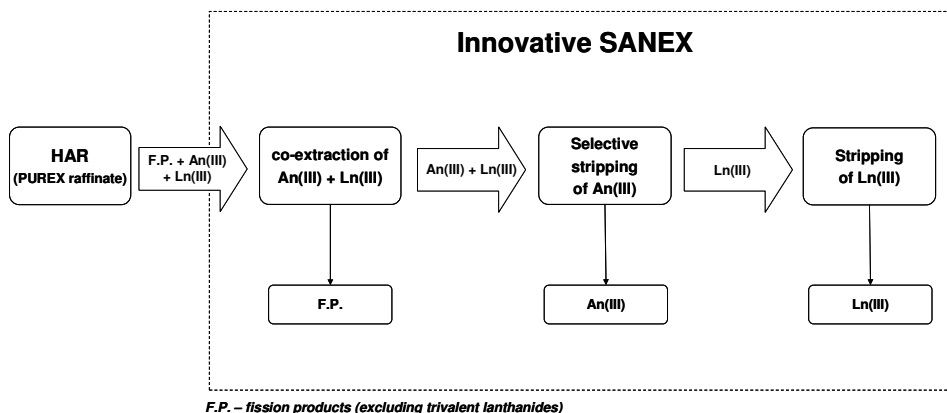 Innovative SANEX
HAR
(PUREX raffinate)
F.P. + An(III)
+ Ln(III)
co-extraction of
An(III) + Ln(III)
An(III) + Ln(III)
Selective
stripping
of An(III)
Ln(III)
Stripping
of Ln(III)
F.P.
An(III)
Ln(III)
F.P. – fission products (excluding trivalent lanthanides)